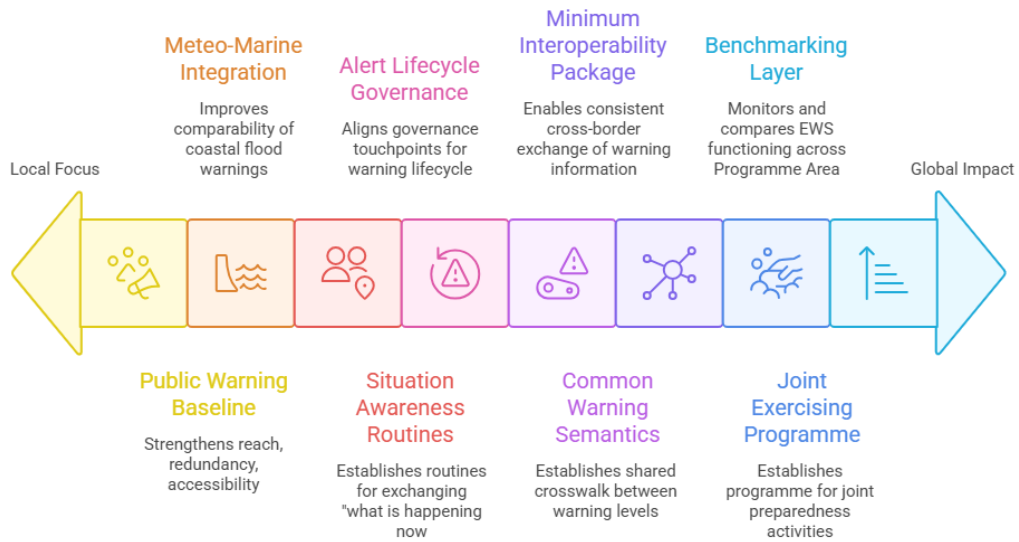 Meteo-Marine
Integration
Improves
comparability of
coastal flood
warnings
Alert Lifecycle
Governance
Aligns governance
touchpoints for
warning lifecycle
Minimum
Interoperability
Package
Enables consistent
cross-border
exchange of warning
information
Benchmarking
Layer
Monitors and
compares EWS
functioning across
Programme Area
Local Focus
Global Impact
Public Warning
Baseline
Strengthens reach,
redundancy,
accessibility
Situation
Awareness
Routines
Establishes routines
for exchanging
"what is happening
now
Common
Warning
Semantics
Establishes shared
crosswalk between
warning levels
Joint
Exercising
Programme
Establishes
programme for joint
preparedness
activities